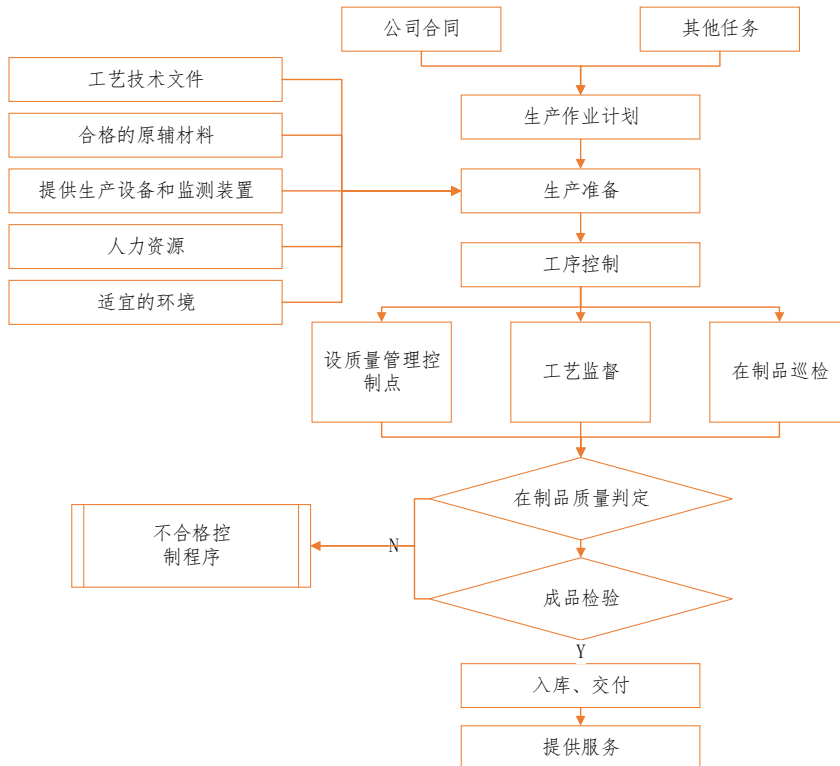 公司合同
其他任务
工艺技术文件
生产作业计划
合格的原辅材料
提供生产设备和监测装置
生产准备
人力资源
工序控制
适宜的环境
设质量管理控
制点
工艺监督
在制品巡检
在制品质量判定
不合格控
制程序
N
成品检验
Y
入库、交付
提供服务